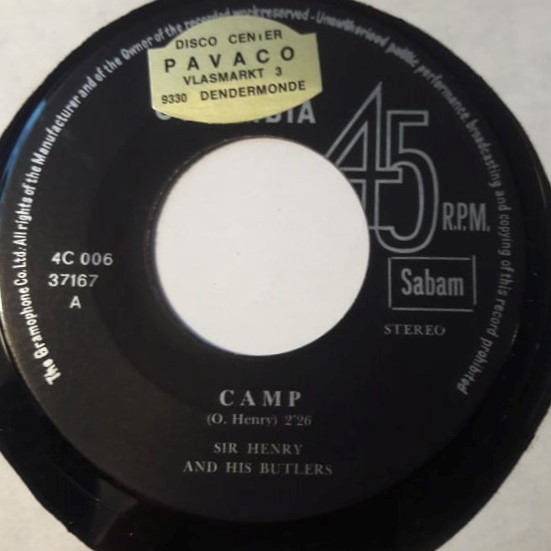 DISCO CENTER
PAVACO
VLASMARKT 3
9330 DENDERMONDE
45
R.P.M.
Sabam
STEREO
4C 006
37167
A
CAMP
(O. Henry) 2'26
SIR HENRY
AND HIS BUTLERS
The Gramophone Co. Ltd. All rights of the Manufacturer and of the Owner of the recorded work reserved - Unauthorised public performance, broadcasting and copying of this record prohibited